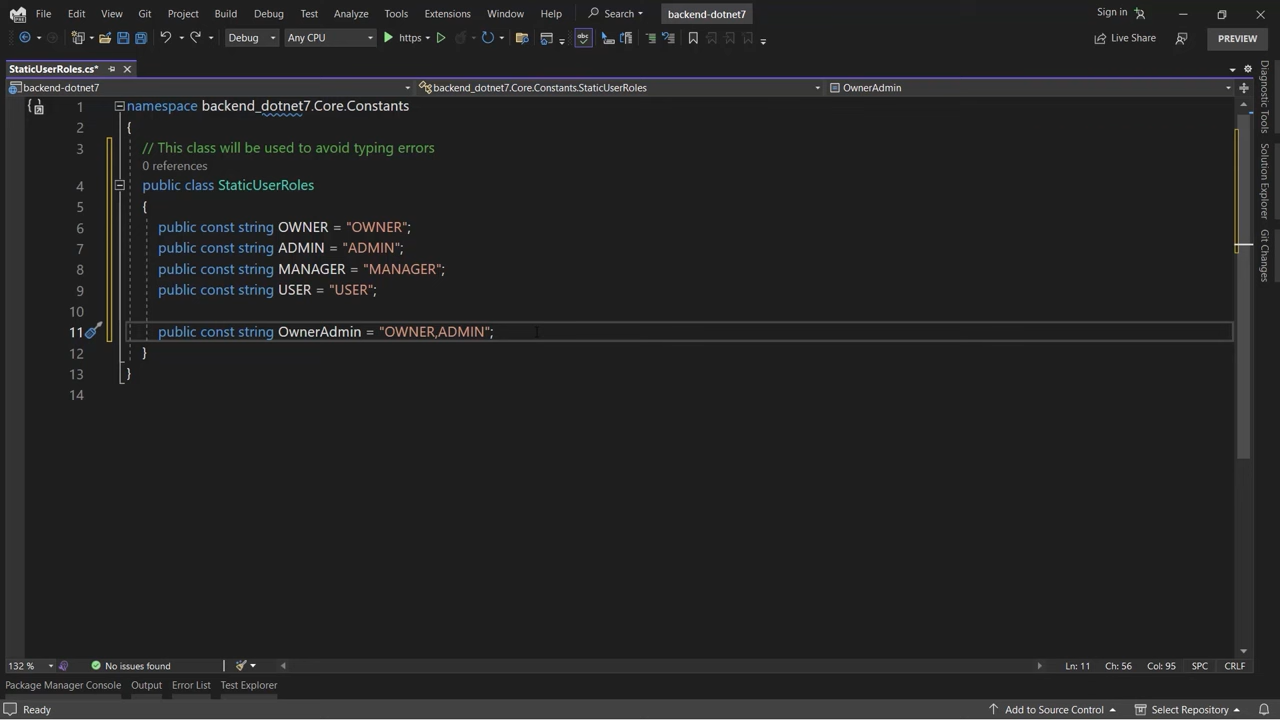 File Edit View Git Project Build Debug Test Analyze Tools Extensions Window Help Search backend-dotnet7 Sign in
Debug Any CPU https Live Share PREVIEW
StaticUserRoles.cs*
backend-dotnet7 backend_dotnet7.Core.Constants.StaticUserRoles OwnerAdmin
1 namespace backend_dotnet7.Core.Constants
2 {
3 // This class will be used to avoid typing errors
0 references
4 public class StaticUserRoles
5 {
6 public const string OWNER = "OWNER";
7 public const string ADMIN = "ADMIN";
8 public const string MANAGER = "MANAGER";
9 public const string USER = "USER";
10
11 public const string OwnerAdmin = "OWNER,ADMIN";
12 }
13 }
14
Diagnostic Tools
Solution Explorer
Git Changes
132 % No issues found Ln: 11 Ch: 56 Col: 95 SPC CRLF
Package Manager Console Output Error List Test Explorer
Ready Add to Source Control Select Repository